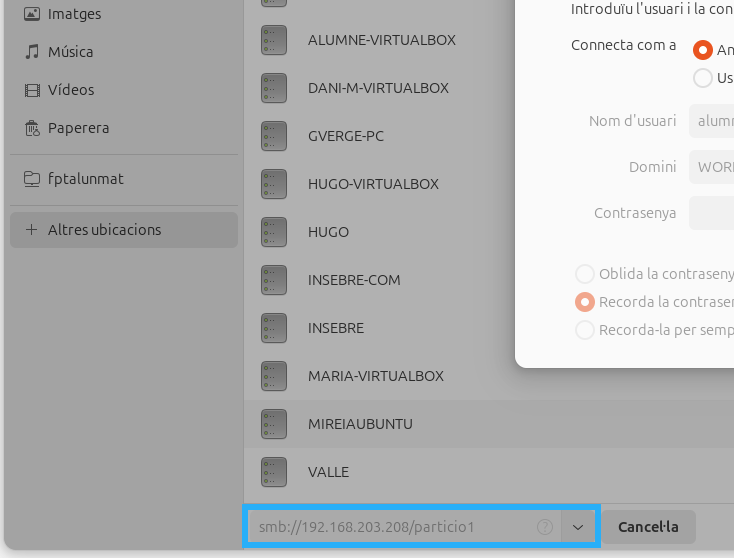 Imatges
Música
Vídeos
Paperera
fptalunmat
Altres ubicacions
ALUMNE-VIRTUALBOX
DANI-M-VIRTUALBOX
GVERGE-PC
HUGO-VIRTUALBOX
HUGO
INSEBRE-COM
INSEBRE
MARIA-VIRTUALBOX
MIREIAUBUNTU
VALLE
smb://192.168.203.208/particio1
Cancel·la
Introduïu l'usuari i la con
Connecta com a
An
Us
Nom d'usuari
alumn
Domini
WOR
Contrasenya
Oblida la contraseny
Recorda la contraser
Recorda-la per semp